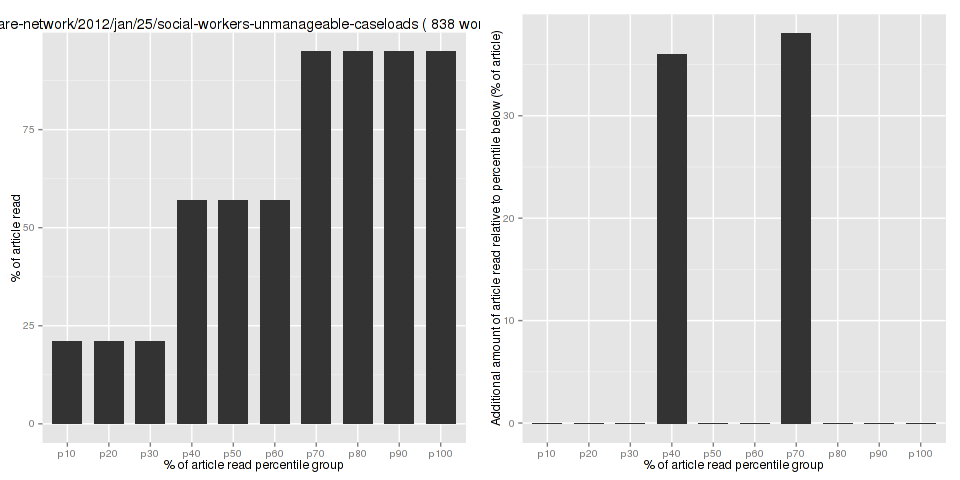 are-network/2012/jan/25/social-workers-unmanageable-caseloads ( 838 wor
% of article read
75
50
25
0
p10 p20 p30 p40 p50 p60 p70 p80 p90 p100
% of article read percentile group
Additional amount of article read relative to percentile below (% of article)
30
20
10
0
p10 p20 p30 p40 p50 p60 p70 p80 p90 p100
% of article read percentile group